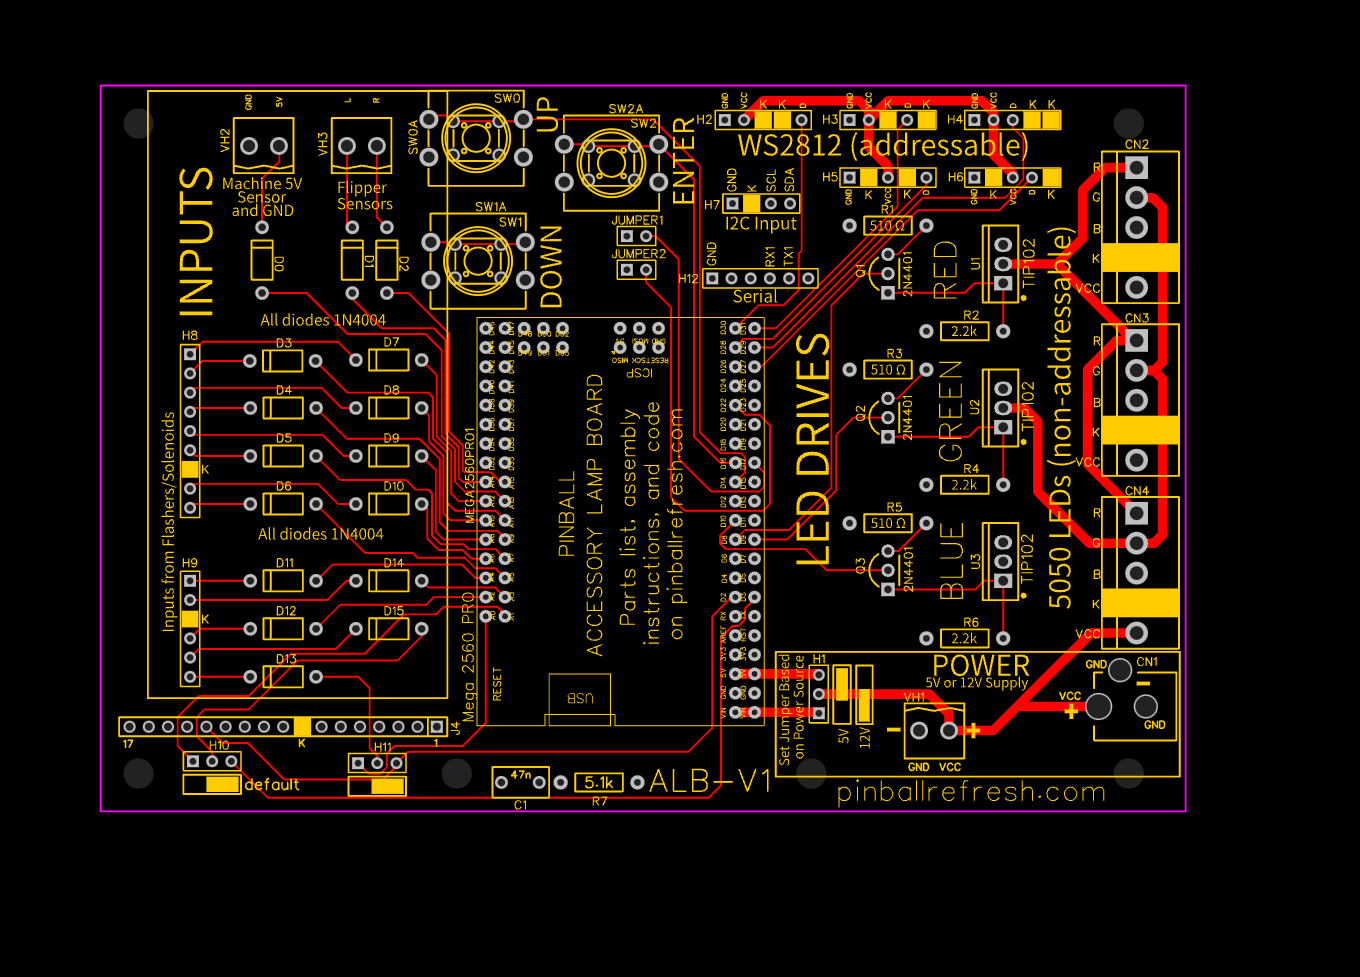 GND
5V
L
R
VH2
VH3
Machine 5V
Sensor
and GND
Flipper
Sensors
INPUTS
SW0
SW0A
UP
SW2A
SW2
ENTER
SW1A
SW1
DOWN
JUMPER1
JUMPER2
D0
D1
D2
All diodes 1N4004
H8
D3
D7
D4
D8
D5
D9
K
D6
D10
All diodes 1N4004
Inputs from Flashers/Solenoids
H9
D11
D14
K
D12
D15
D13
J4
17
K
1
H10
default
H11
47n
C1
5.1k
R7
ALB-V1
pinballrefresh.com
MEGA2560PRO1
Mega 2560 PRO
RESET
USB
ICSP
PINBALL
ACCESSORY LAMP BOARD
Parts list, assembly
instructions, and code
on pinballrefresh.com
H2
GND
VCC
K
K
D
H3
GND
K
D
K
H4
GND
VCC
D
K
K
WS2812 (addressable)
H5
GND
K
VCC
K
H6
GND
K
VCC
D
K
H7
GND
K
SCL
SDA
I2C Input
H12
GND
RX1
TX1
Serial
LED DRIVES
R1
510 Ω
Q1
2N4401
RED
U1
TIP102
R2
2.2k
R3
510 Ω
Q2
2N4401
GREEN
U2
TIP102
R4
2.2k
R5
510 Ω
Q3
2N4401
BLUE
U3
TIP102
R6
2.2k
5050 LEDs (non-addressable)
CN2
R
G
B
K
VCC
CN3
R
G
B
K
VCC
CN4
R
G
B
K
VCC
POWER
5V or 12V Supply
Set Jumper Based
on Power Source
H1
5V
12V
VH1
- +
GND VCC
CN1
GND
-
VCC
+
GND